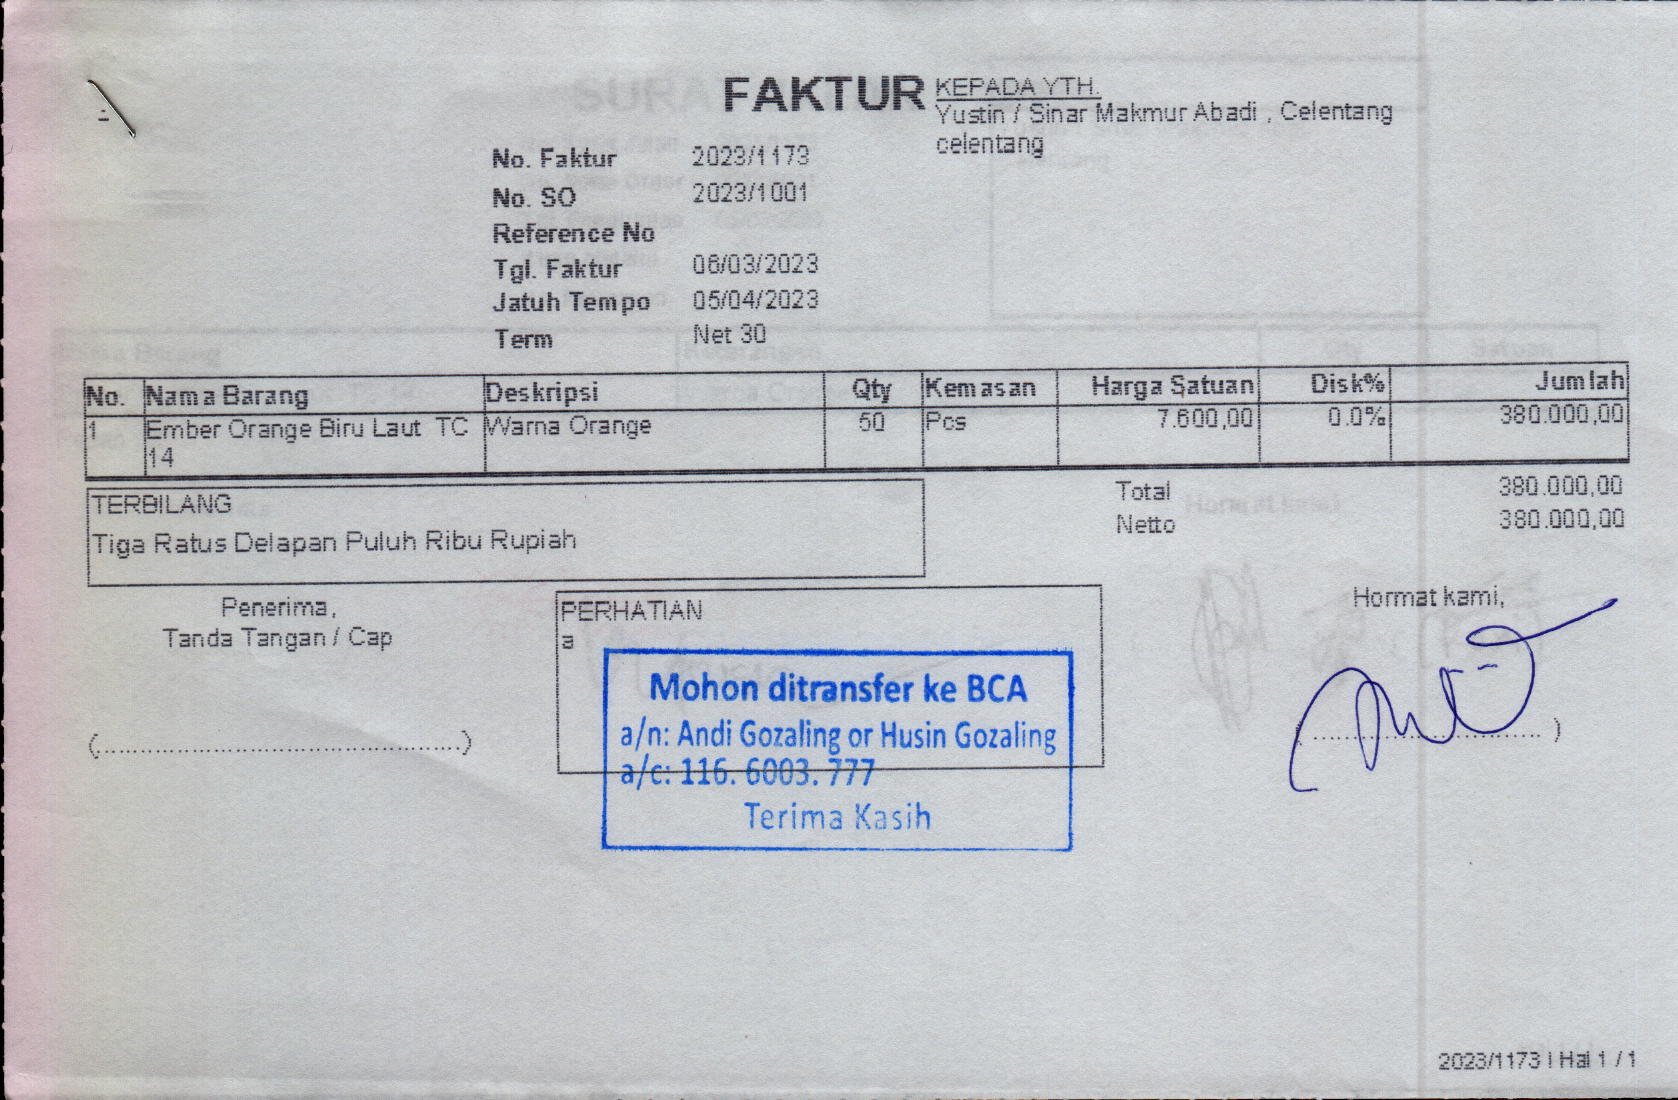 FAKTUR
KEPADA YTH.
Yustin / Sinar Makmur Abadi , Celentang
celentang
No. Faktur 2023/1173
No. SO 2023/1001
Reference No
Tgl. Faktur 06/03/2023
Jatuh Tempo 05/04/2023
Term Net 30
No. Nama Barang Deskripsi Qty Kemasan Harga Satuan Disk% Jumlah
1 Ember Orange Biru Laut TC Warna Orange 50 Pcs 7.600,00 0.0% 380.000,00
14
TERBILANG
Tiga Ratus Delapan Puluh Ribu Rupiah
Total 380.000,00
Netto 380.000,00
Penerima,
Tanda Tangan / Cap
(....................................................)
PERHATIAN
a
Mohon ditransfer ke BCA
a/n: Andi Gozaling or Husin Gozaling
a/c: 116. 6003. 777
Terima Kasih
Hormat kami,
2023/1173 | Hal 1 / 1